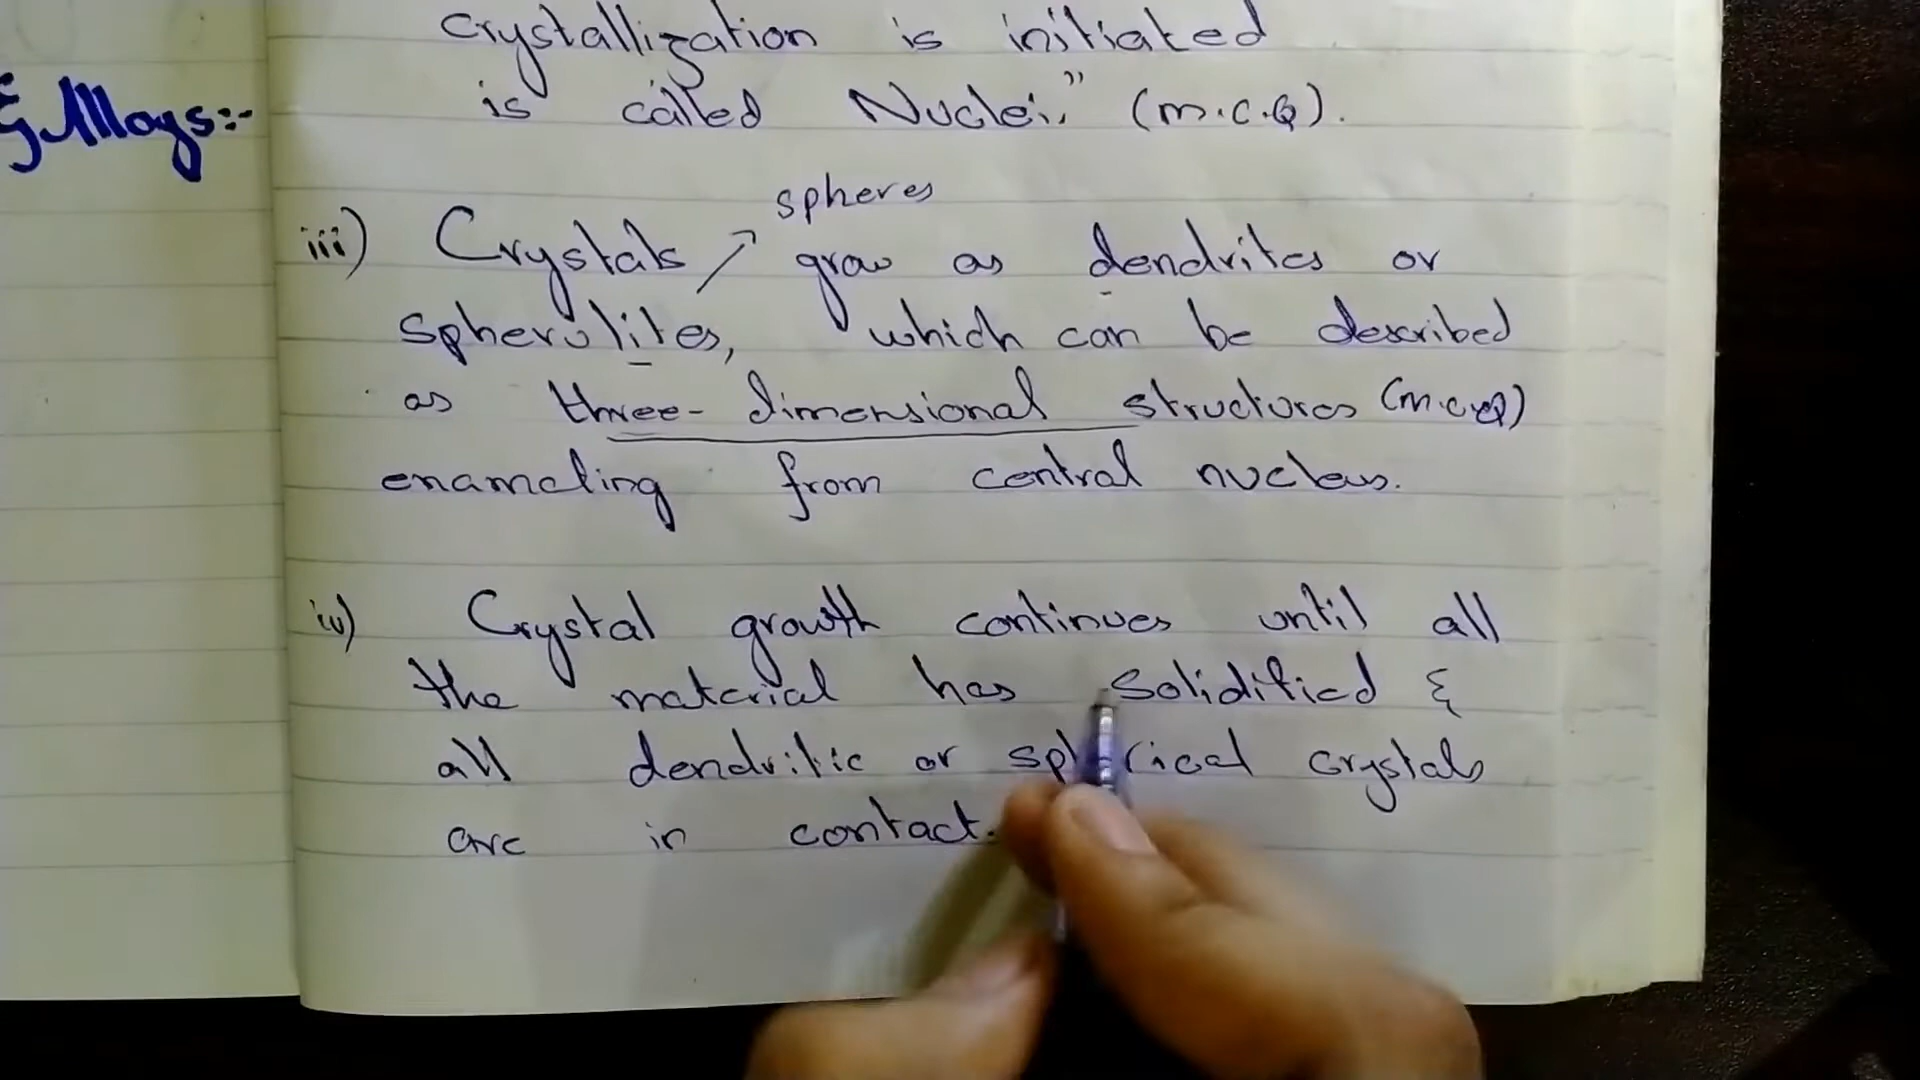 crystallization is initiated
is called Nuclei." (m.c.Q).
& Alloys:-
spheres
iii) Crystals grow as dendrites or
spherulites, which can be described
as three-dimensional structures (m.c.Q)
enameling from central nucleus.
iv) Crystal growth continues until all
the material has solidified &
all dendritic or spherical crystals
are in contact.